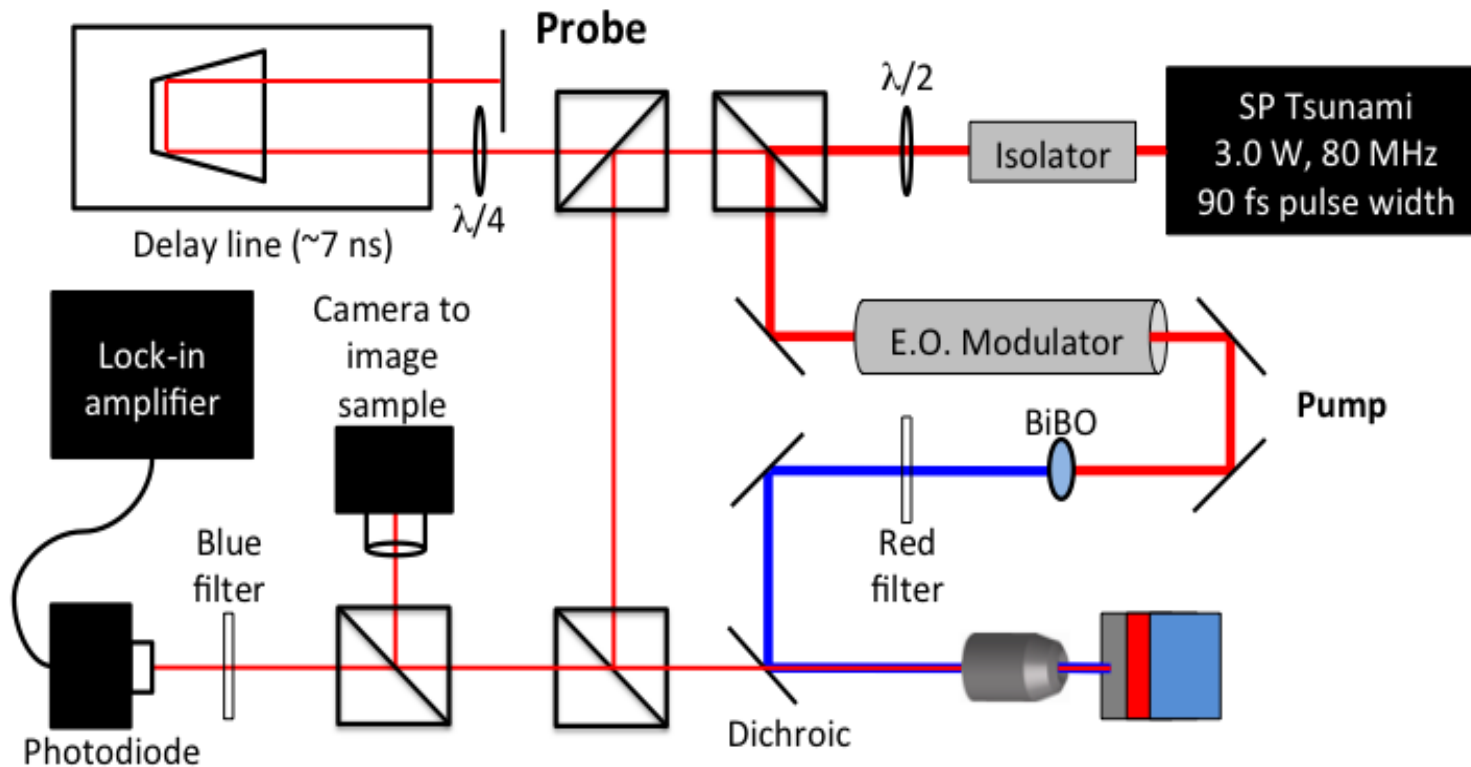 Probe
λ/2
SP Tsunami
3.0 W, 80 MHz
90 fs pulse width
Isolator
λ/4
Delay line (~7 ns)
Camera to
image
sample
E.O. Modulator
Lock-in
amplifier
Pump
BiBO
Blue
filter
Red
filter
Dichroic
Photodiode